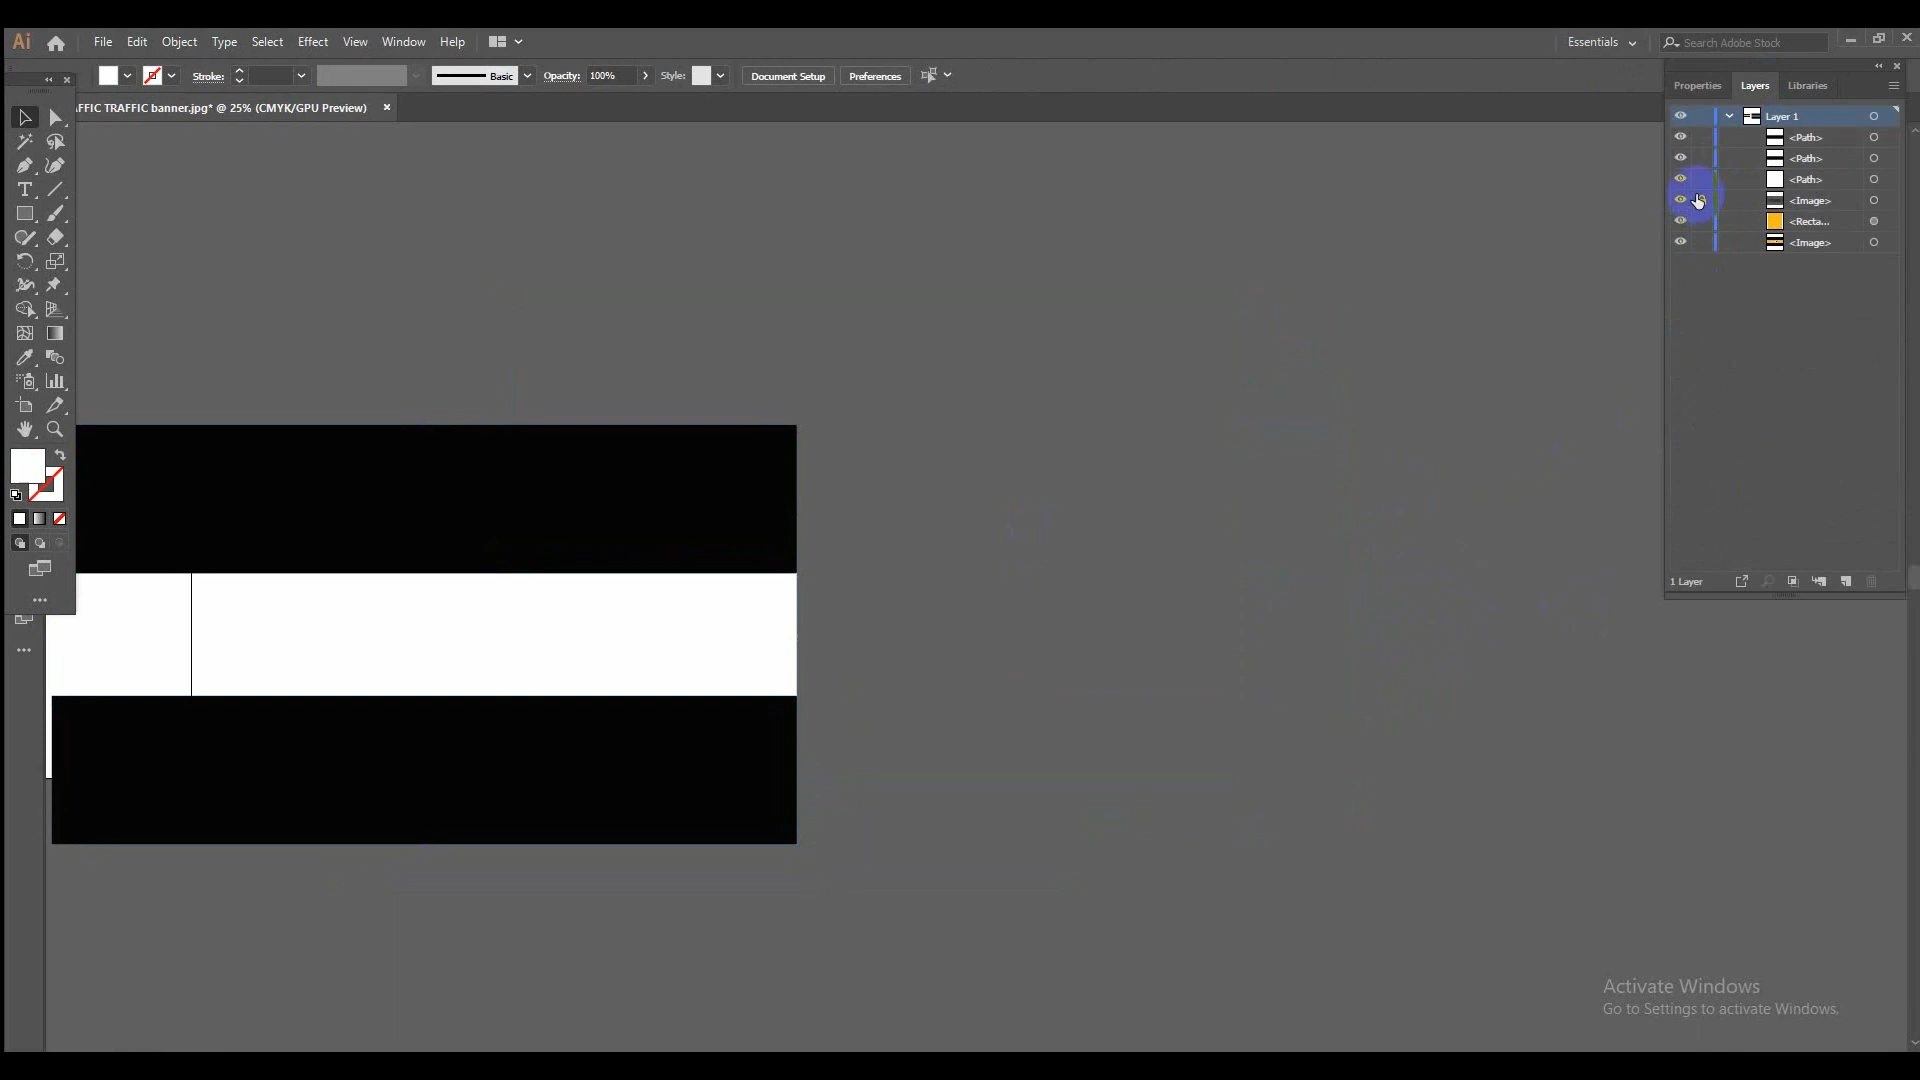 Ai File Edit Object Type Select Effect View Window Help Essentials Search Adobe Stock
Stroke: Basic Opacity: 100% Style: Document Setup Preferences
AFFIC TRAFFIC banner.jpg* @ 25% (CMYK/GPU Preview)
Properties Layers Libraries
Layer 1
<Path>
<Path>
<Path>
<Image>
<Recta...
<Image>
1 Layer
Activate Windows
Go to Settings to activate Windows.